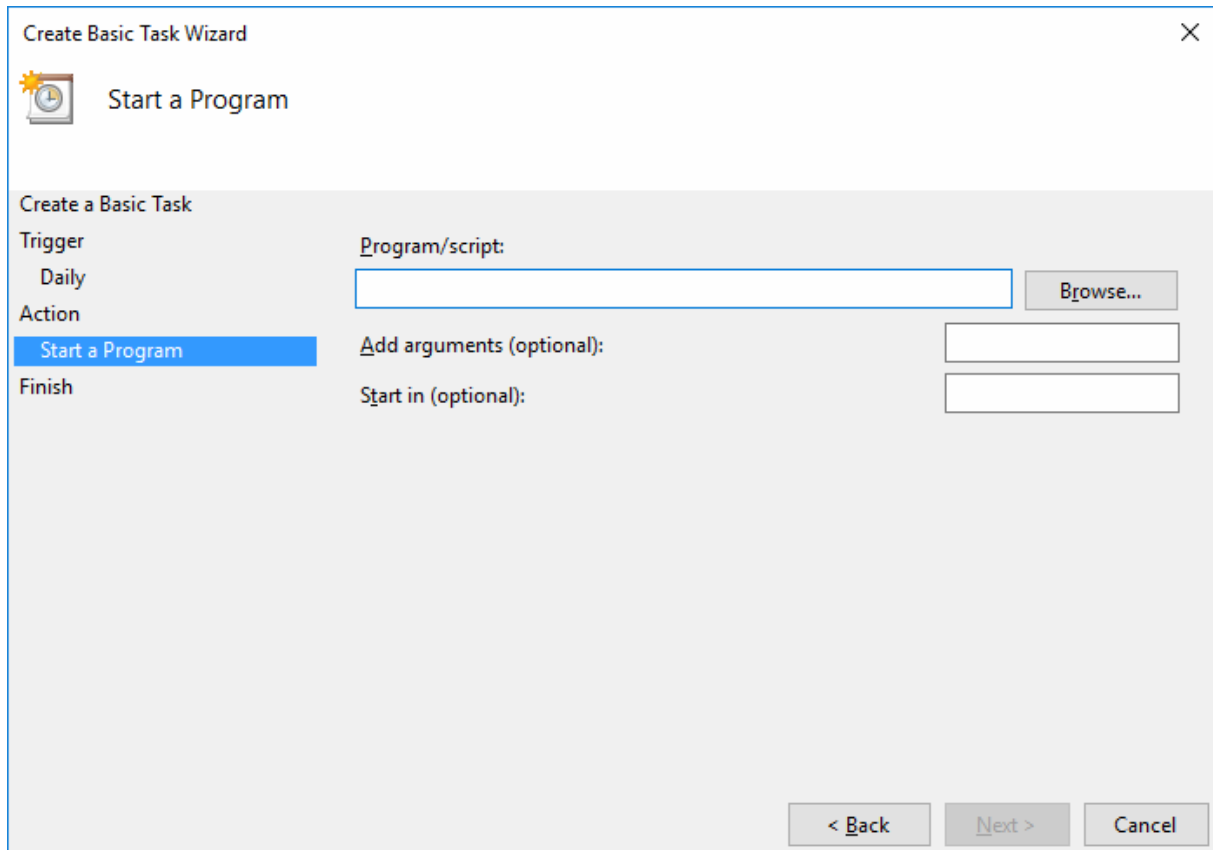 Create Basic Task Wizard
Start a Program
Create a Basic Task
Trigger
Daily
Action
Start a Program
Finish
Program/script:
Browse...
Add arguments (optional):
Start in (optional):
< Back
Next >
Cancel